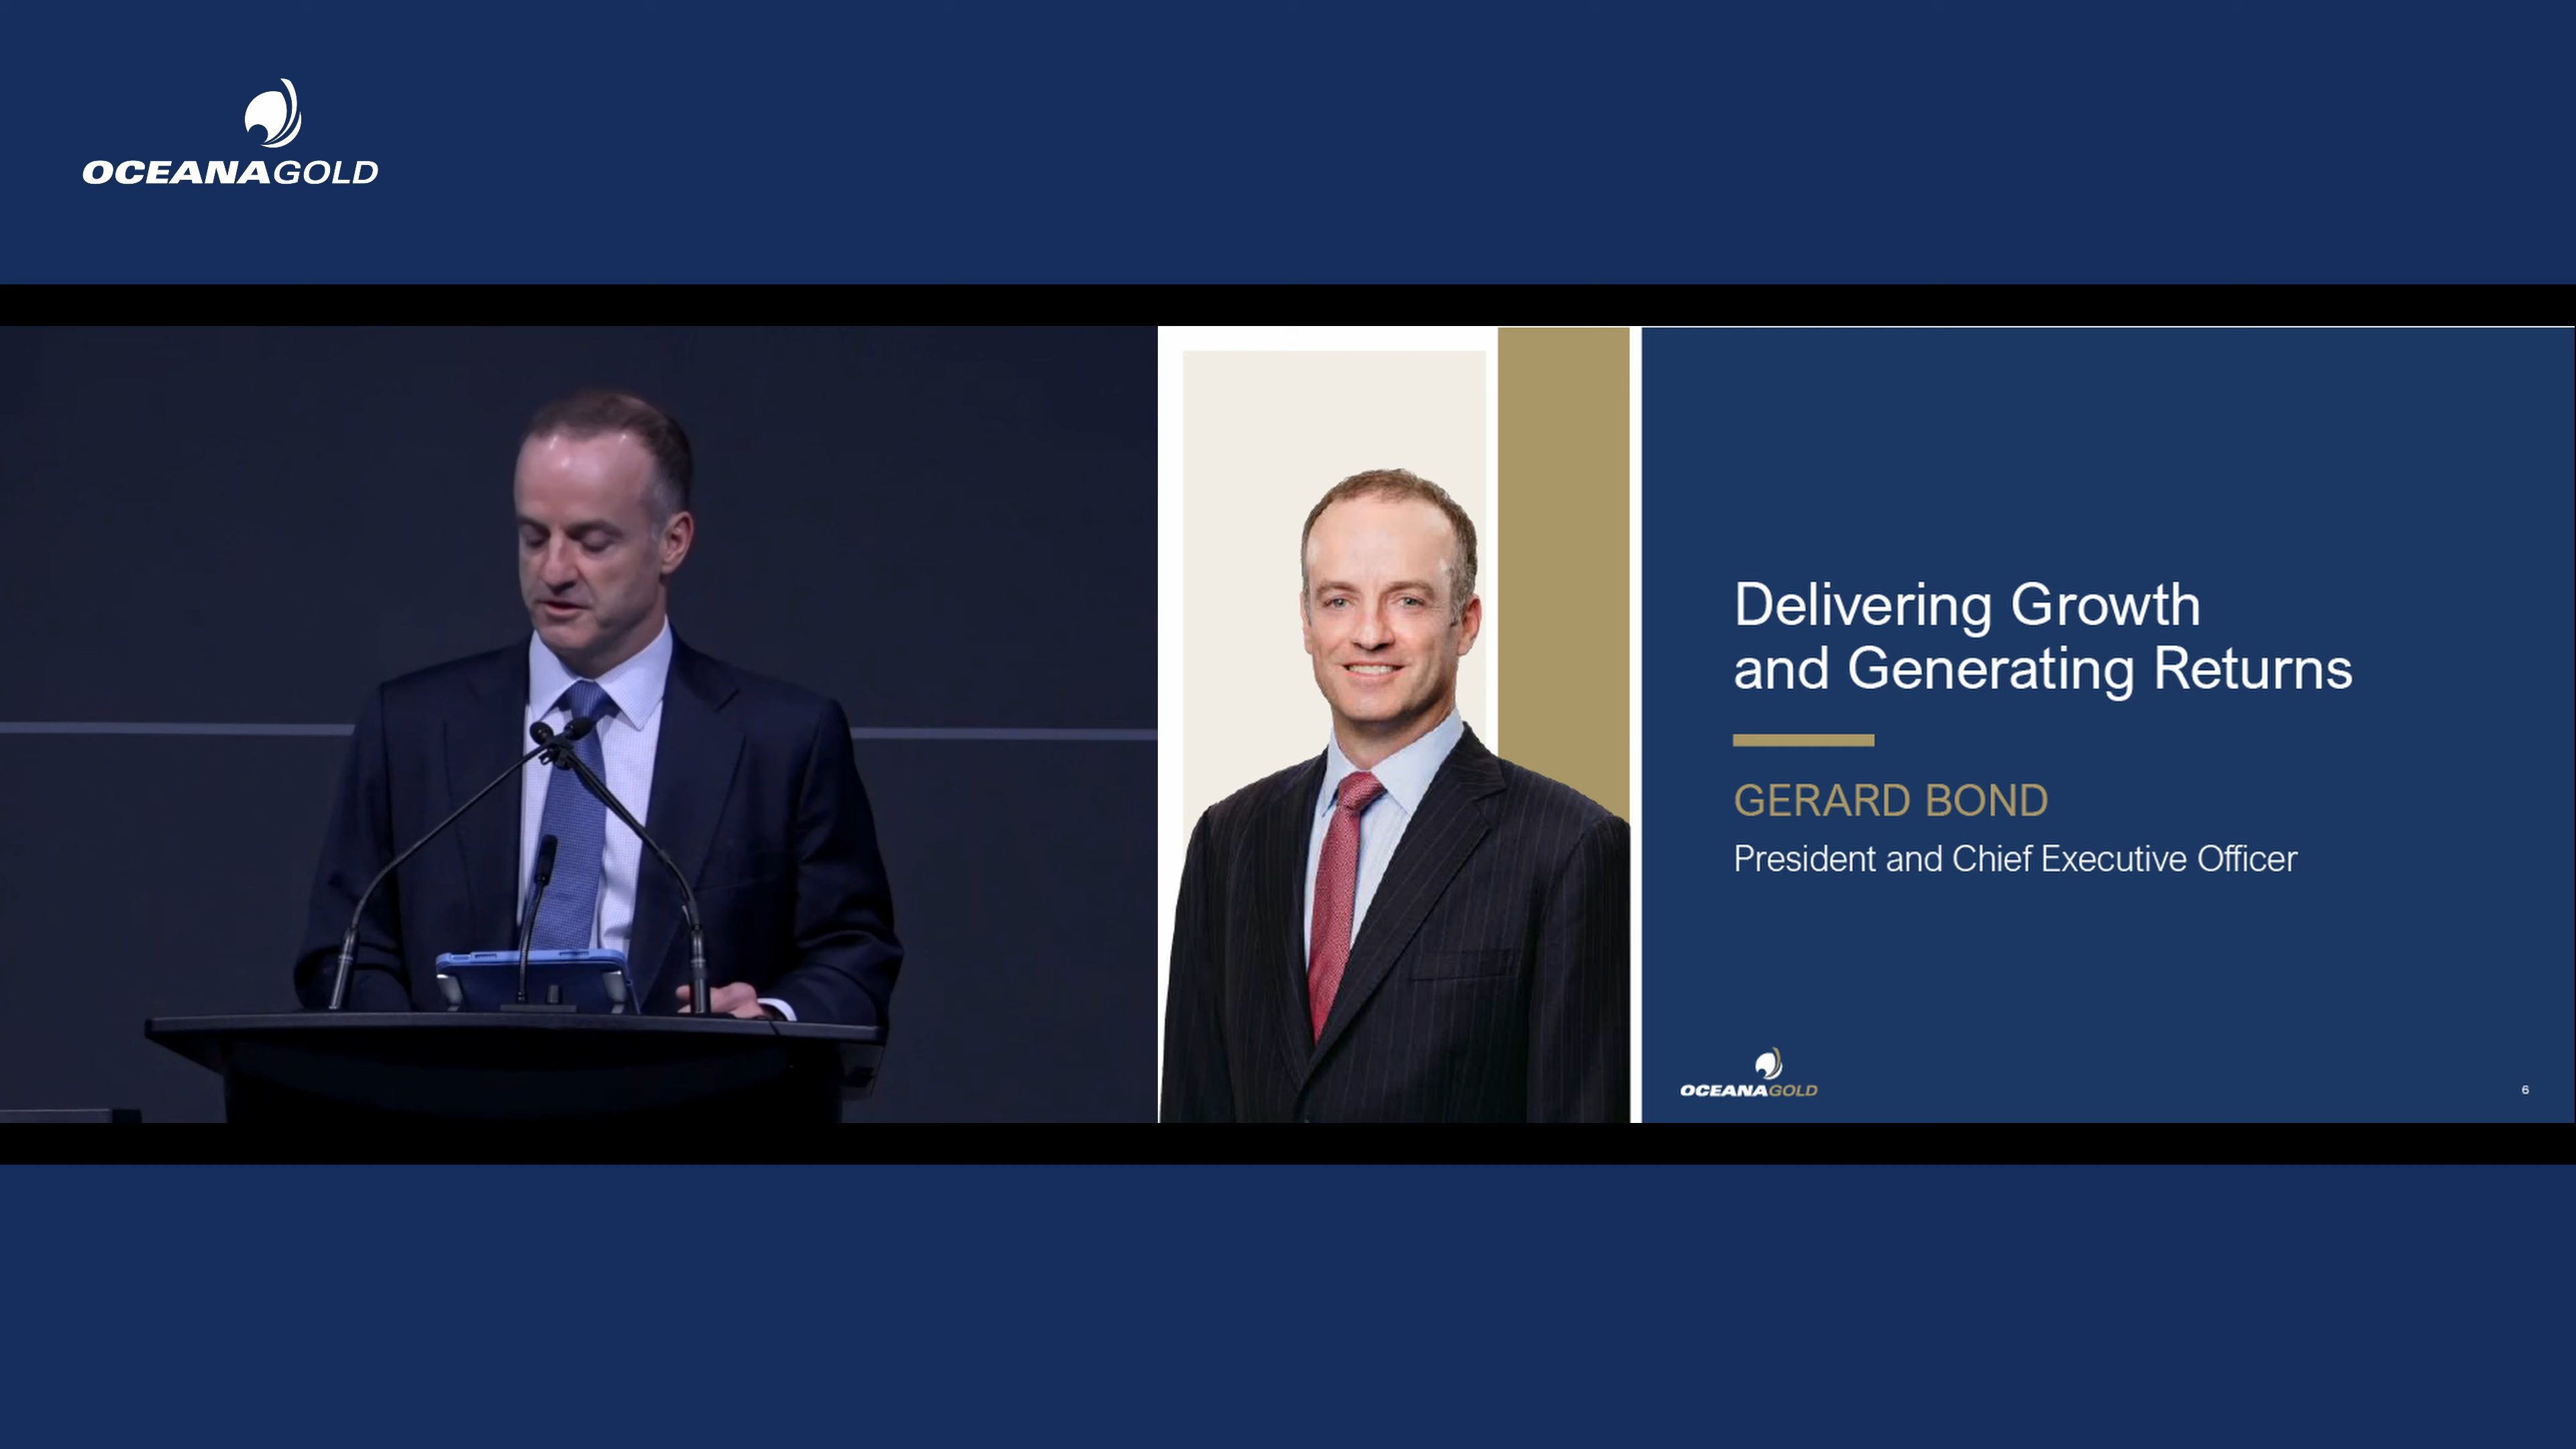 OCEANAGOLD
Delivering Growth
and Generating Returns
GERARD BOND
President and Chief Executive Officer
OCEANAGOLD
6